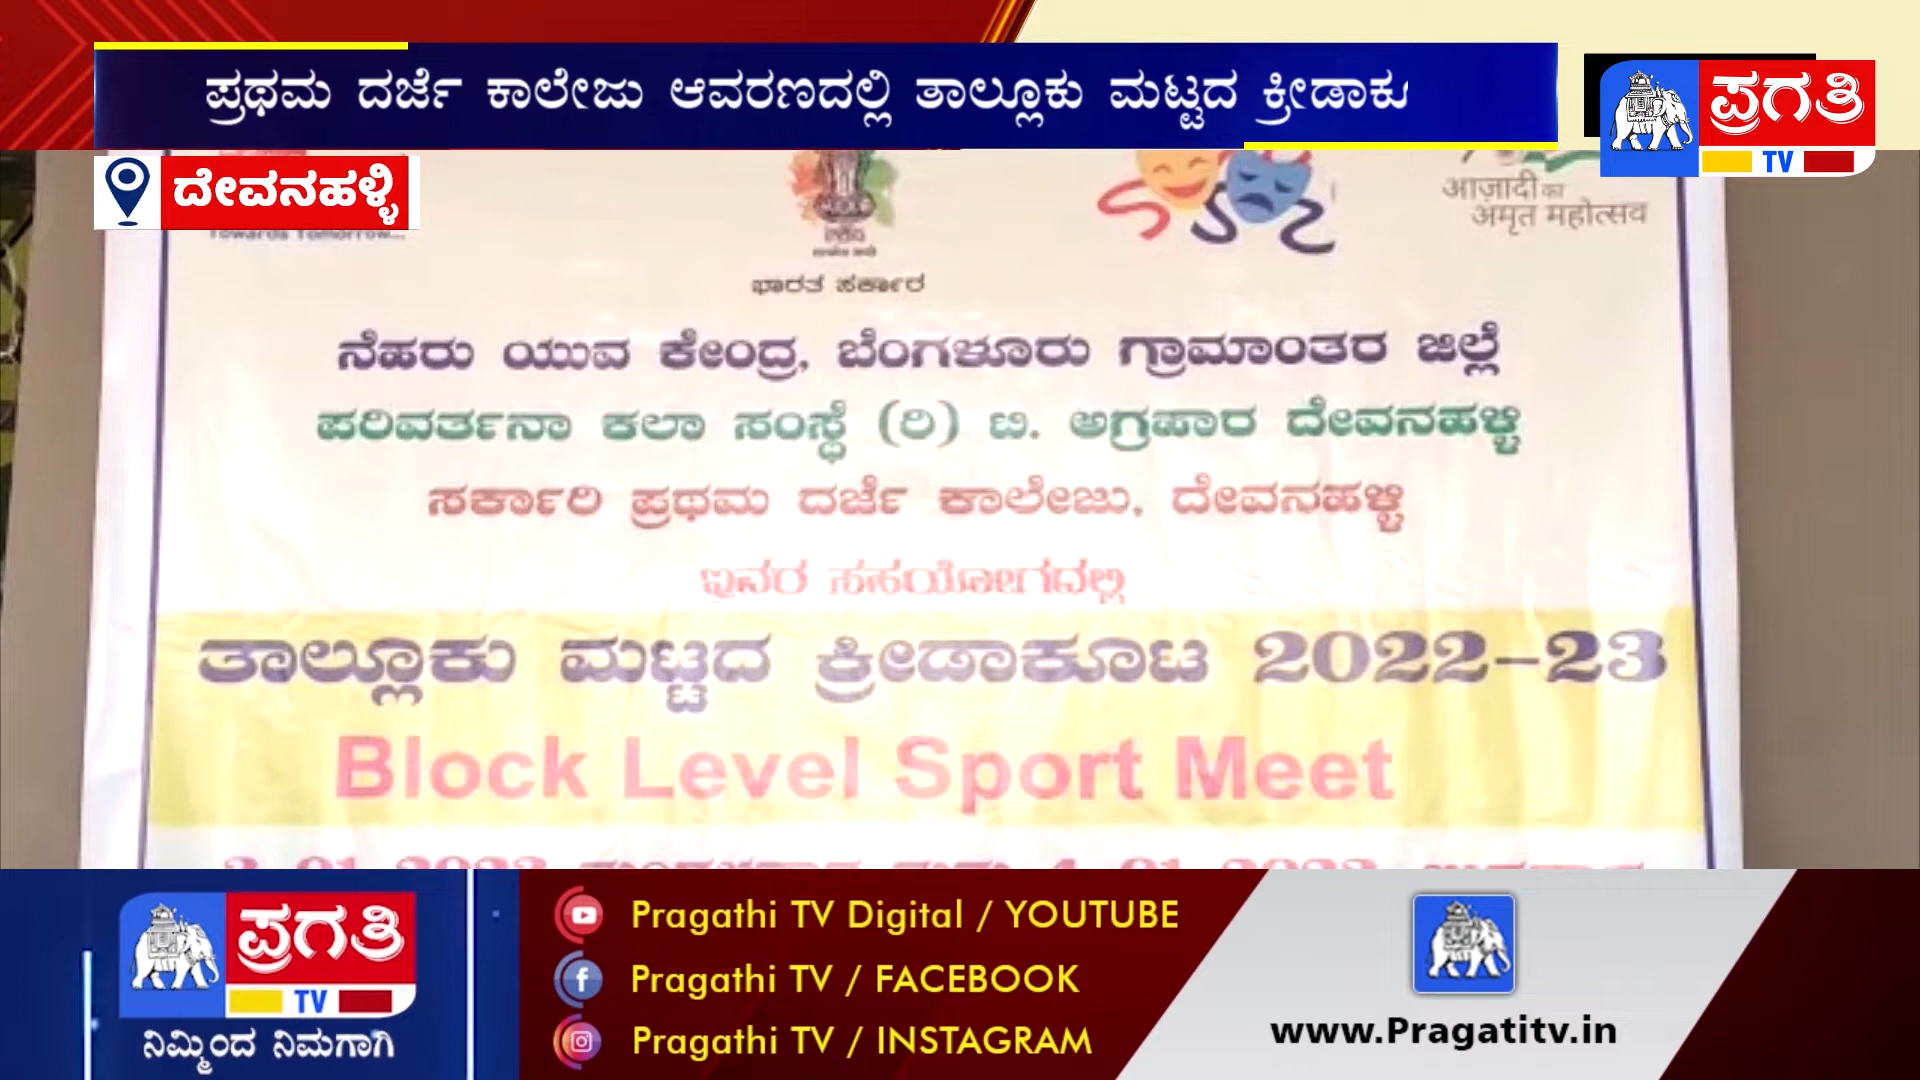 ಪ್ರಥಮ ದರ್ಜೆ ಕಾಲೇಜು ಆವರಣದಲ್ಲಿ ತಾಲ್ಲೂಕು ಮಟ್ಟದ ಕ್ರೀಡಾಕು
ಪ್ರಗತಿ
TV
ದೇವನಹಳ್ಳಿ
Towards Tomorrow...
आज़ादी का
अमृत महोत्सव
ಭಾರತ ಸರ್ಕಾರ
ನೆಹರು ಯುವ ಕೇಂದ್ರ, ಬೆಂಗಳೂರು ಗ್ರಾಮಾಂತರ ಜಿಲ್ಲೆ
ಪರಿವರ್ತನಾ ಕಲಾ ಸಂಸ್ಥೆ (ರಿ) ಟಿ. ಅಗ್ರಹಾರ ದೇವನಹಳ್ಳಿ
ಸರ್ಕಾರಿ ಪ್ರಥಮ ದರ್ಜೆ ಕಾಲೇಜು, ದೇವನಹಳ್ಳಿ
ಇವರ ಸಹಯೋಗದಲ್ಲಿ
ತಾಲ್ಲೂಕು ಮಟ್ಟದ ಕ್ರೀಡಾಕೂಟ 2022-23
Block Level Sport Meet
ಪ್ರಗತಿ
TV
ನಿಮ್ಮಿಂದ ನಿಮಗಾಗಿ
Pragathi TV Digital / YOUTUBE
Pragathi TV / FACEBOOK
Pragathi TV / INSTAGRAM
www.Pragatitv.in